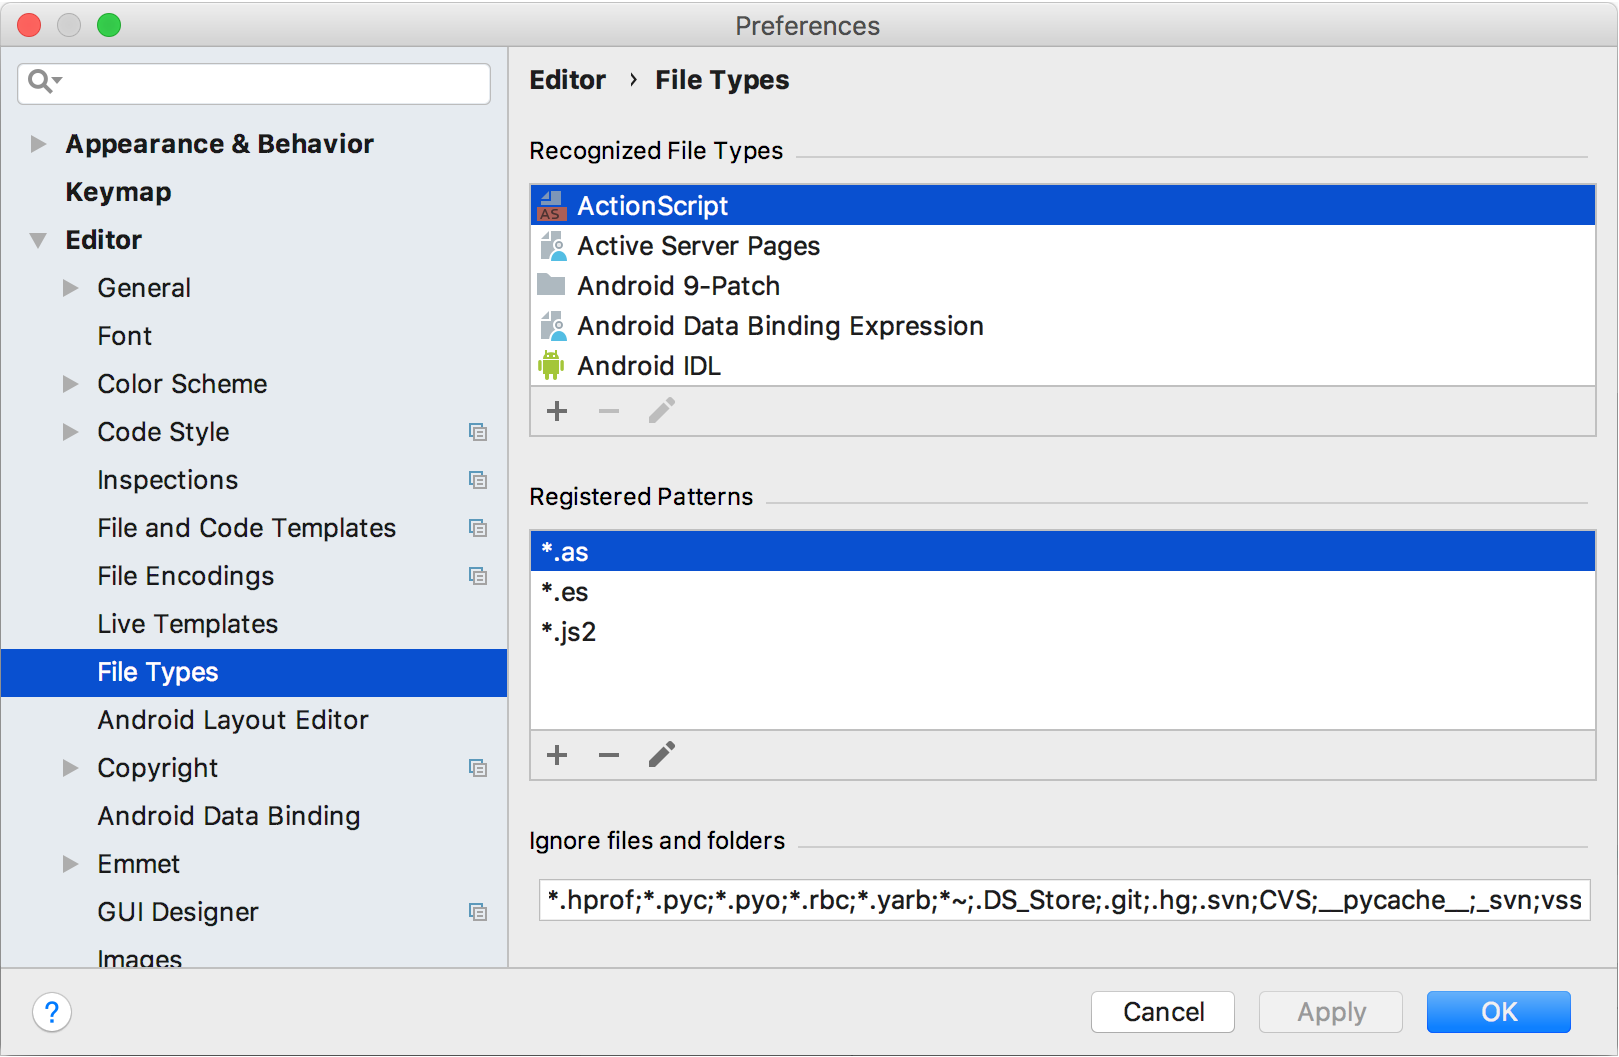 Preferences
Appearance & Behavior
Keymap
Editor
General
Font
Color Scheme
Code Style
Inspections
File and Code Templates
File Encodings
Live Templates
File Types
Android Layout Editor
Copyright
Android Data Binding
Emmet
GUI Designer
Images
Editor › File Types
Recognized File Types
AS ActionScript
Active Server Pages
Android 9-Patch
Android Data Binding Expression
Android IDL
Registered Patterns
*.as
*.es
*.js2
Ignore files and folders
*.hprof;*.pyc;*.pyo;*.rbc;*.yarb;*~;.DS_Store;.git;.hg;.svn;CVS;__pycache__;_svn;vss
?
Cancel
Apply
OK